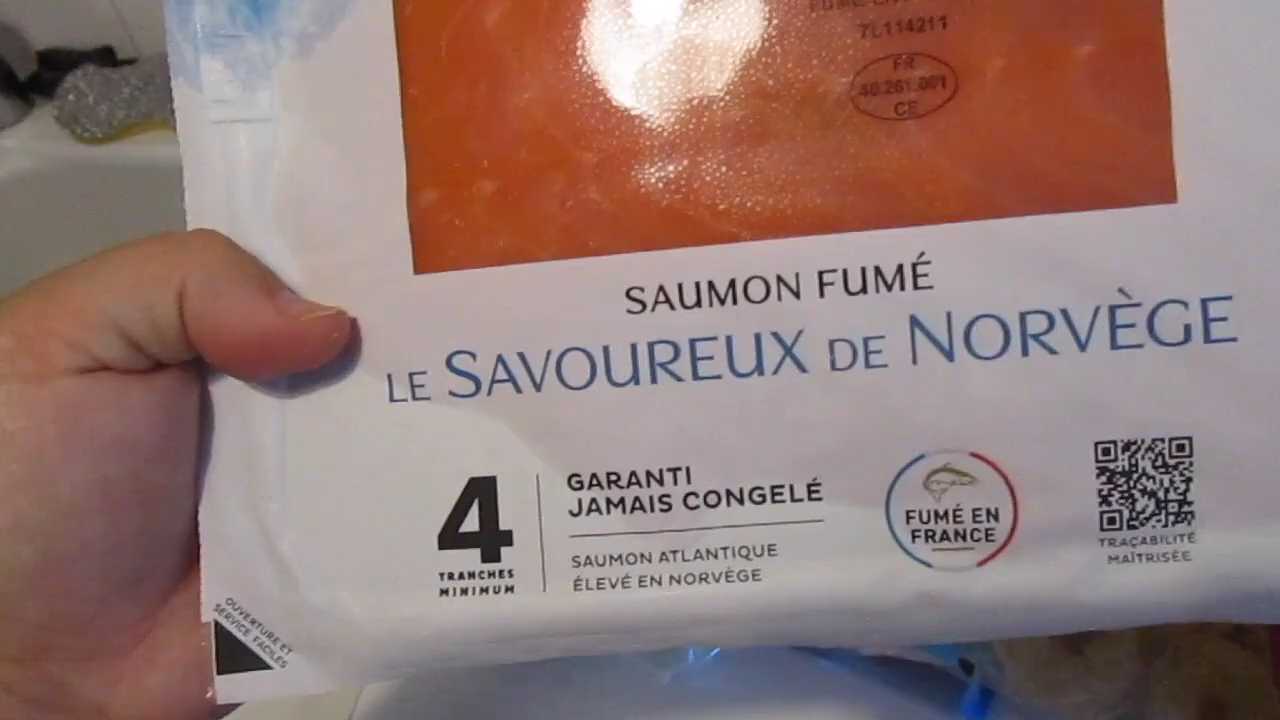 7L114211
FR
40.261.001
CE
SAUMON FUMÉ
LE SAVOUREUX DE NORVÈGE
4
TRANCHES
MINIMUM
GARANTI
JAMAIS CONGELÉ
SAUMON ATLANTIQUE
ÉLEVÉ EN NORVÈGE
FUMÉ EN
FRANCE
TRAÇABILITÉ
MAÎTRISÉE
OUVERTURE ET
SERVICE FACILES